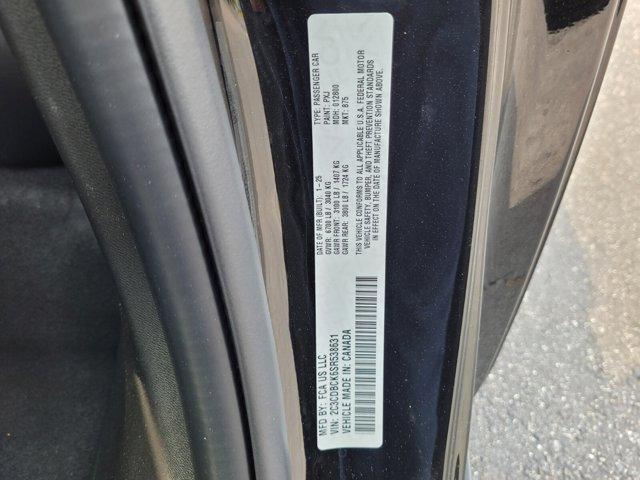 MFD BY: FCA US LLC
DATE OF MFR (BUILT): 1-25
TYPE: PASSENGER CAR
VIN: 2C3CDBCK6SR538631
GVWR: 6700 LB / 3040 KG
PAINT: PXJ
VEHICLE MADE IN: CANADA
GAWR FRONT: 3100 LB / 1407 KG
MDH: 012800
GAWR REAR: 3800 LB / 1724 KG
MKT: B75
THIS VEHICLE CONFORMS TO ALL APPLICABLE U.S.A. FEDERAL MOTOR
VEHICLE SAFETY, BUMPER, AND THEFT PREVENTION STANDARDS
IN EFFECT ON THE DATE OF MANUFACTURE SHOWN ABOVE.